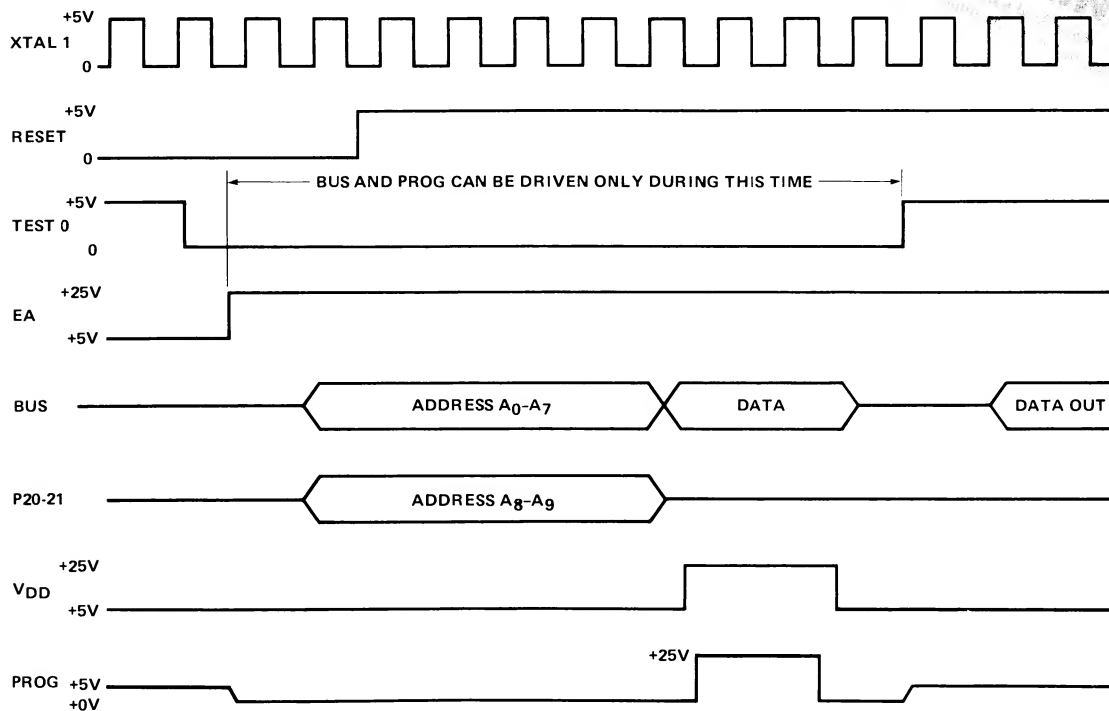 +5V
XTAL 1
0
+5V
RESET
0
BUS AND PROG CAN BE DRIVEN ONLY DURING THIS TIME
+5V
TEST 0
0
+25V
EA
+5V
BUS
ADDRESS A0-A7
DATA
DATA OUT
P20-21
ADDRESS A8-A9
+25V
VDD
+5V
+25V
PROG +5V
+0V